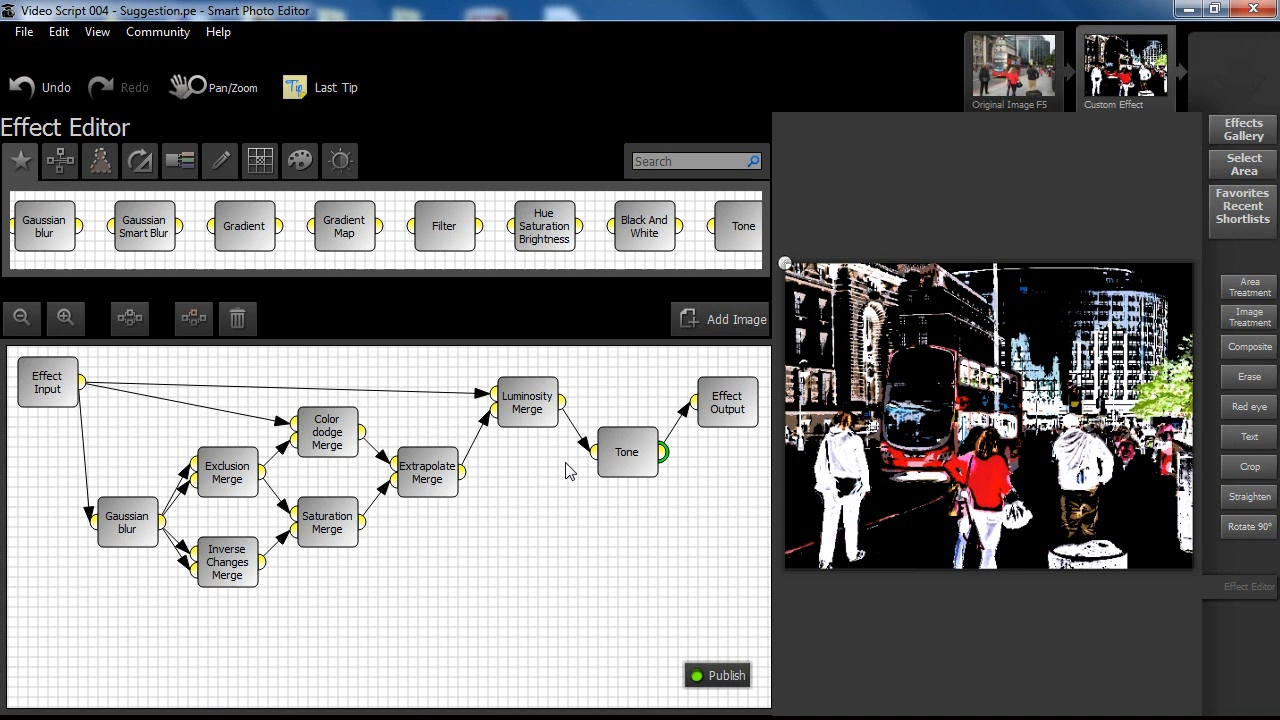 Video Script 004 - Suggestion.pe - Smart Photo Editor
File Edit View Community Help
Undo Redo Pan/Zoom Tip Last Tip
Original Image F5
Custom Effect
Effect Editor
Search
Gaussian
blur
Gaussian
Smart Blur
Gradient
Gradient
Map
Filter
Hue
Saturation
Brightness
Black And
White
Tone
Add Image
Effect
Input
Gaussian
blur
Exclusion
Merge
Inverse
Changes
Merge
Color
dodge
Merge
Saturation
Merge
Extrapolate
Merge
Luminosity
Merge
Tone
Effect
Output
Publish
Effects
Gallery
Select
Area
Favorites
Recent
Shortlists
Area
Treatment
Image
Treatment
Composite
Erase
Red eye
Text
Crop
Straighten
Rotate 90°
Effect Editor